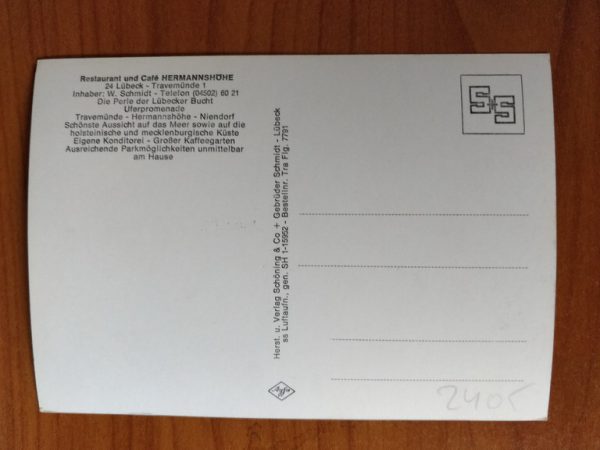 Restaurant und Café HERMANNSHÖHE
24 Lübeck - Travemünde 1
Inhaber: W. Schmidt - Telefon (04502) 60 21
Die Perle der Lübecker Bucht
Uferpromenade
Travemünde - Hermannshöhe - Niendorf
Schönste Aussicht auf das Meer sowie auf die
holsteinische und mecklenburgische Küste
Eigene Konditorei - Großer Kaffeegarten
Ausreichende Parkmöglichkeiten unmittelbar
am Hause
Herst. u. Verlag Schöning & Co + Gebrüder Schmidt - Lübeck
ss Luftaufn., gen. SH 1-15952 - Bestellnr. Tra Flg. 7791
2405